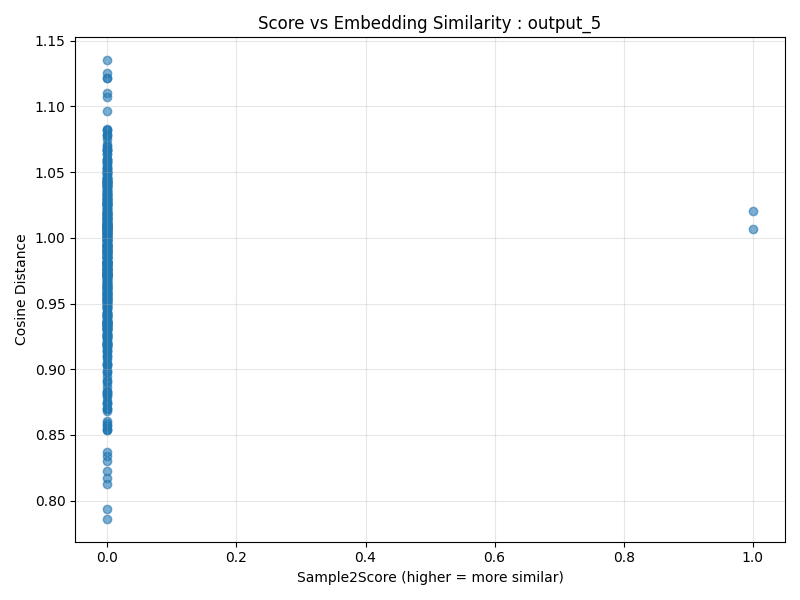 Score vs Embedding Similarity : output_5
Cosine Distance
1.15
1.10
1.05
1.00
0.95
0.90
0.85
0.80
0.0 0.2 0.4 0.6 0.8 1.0
Sample2Score (higher = more similar)